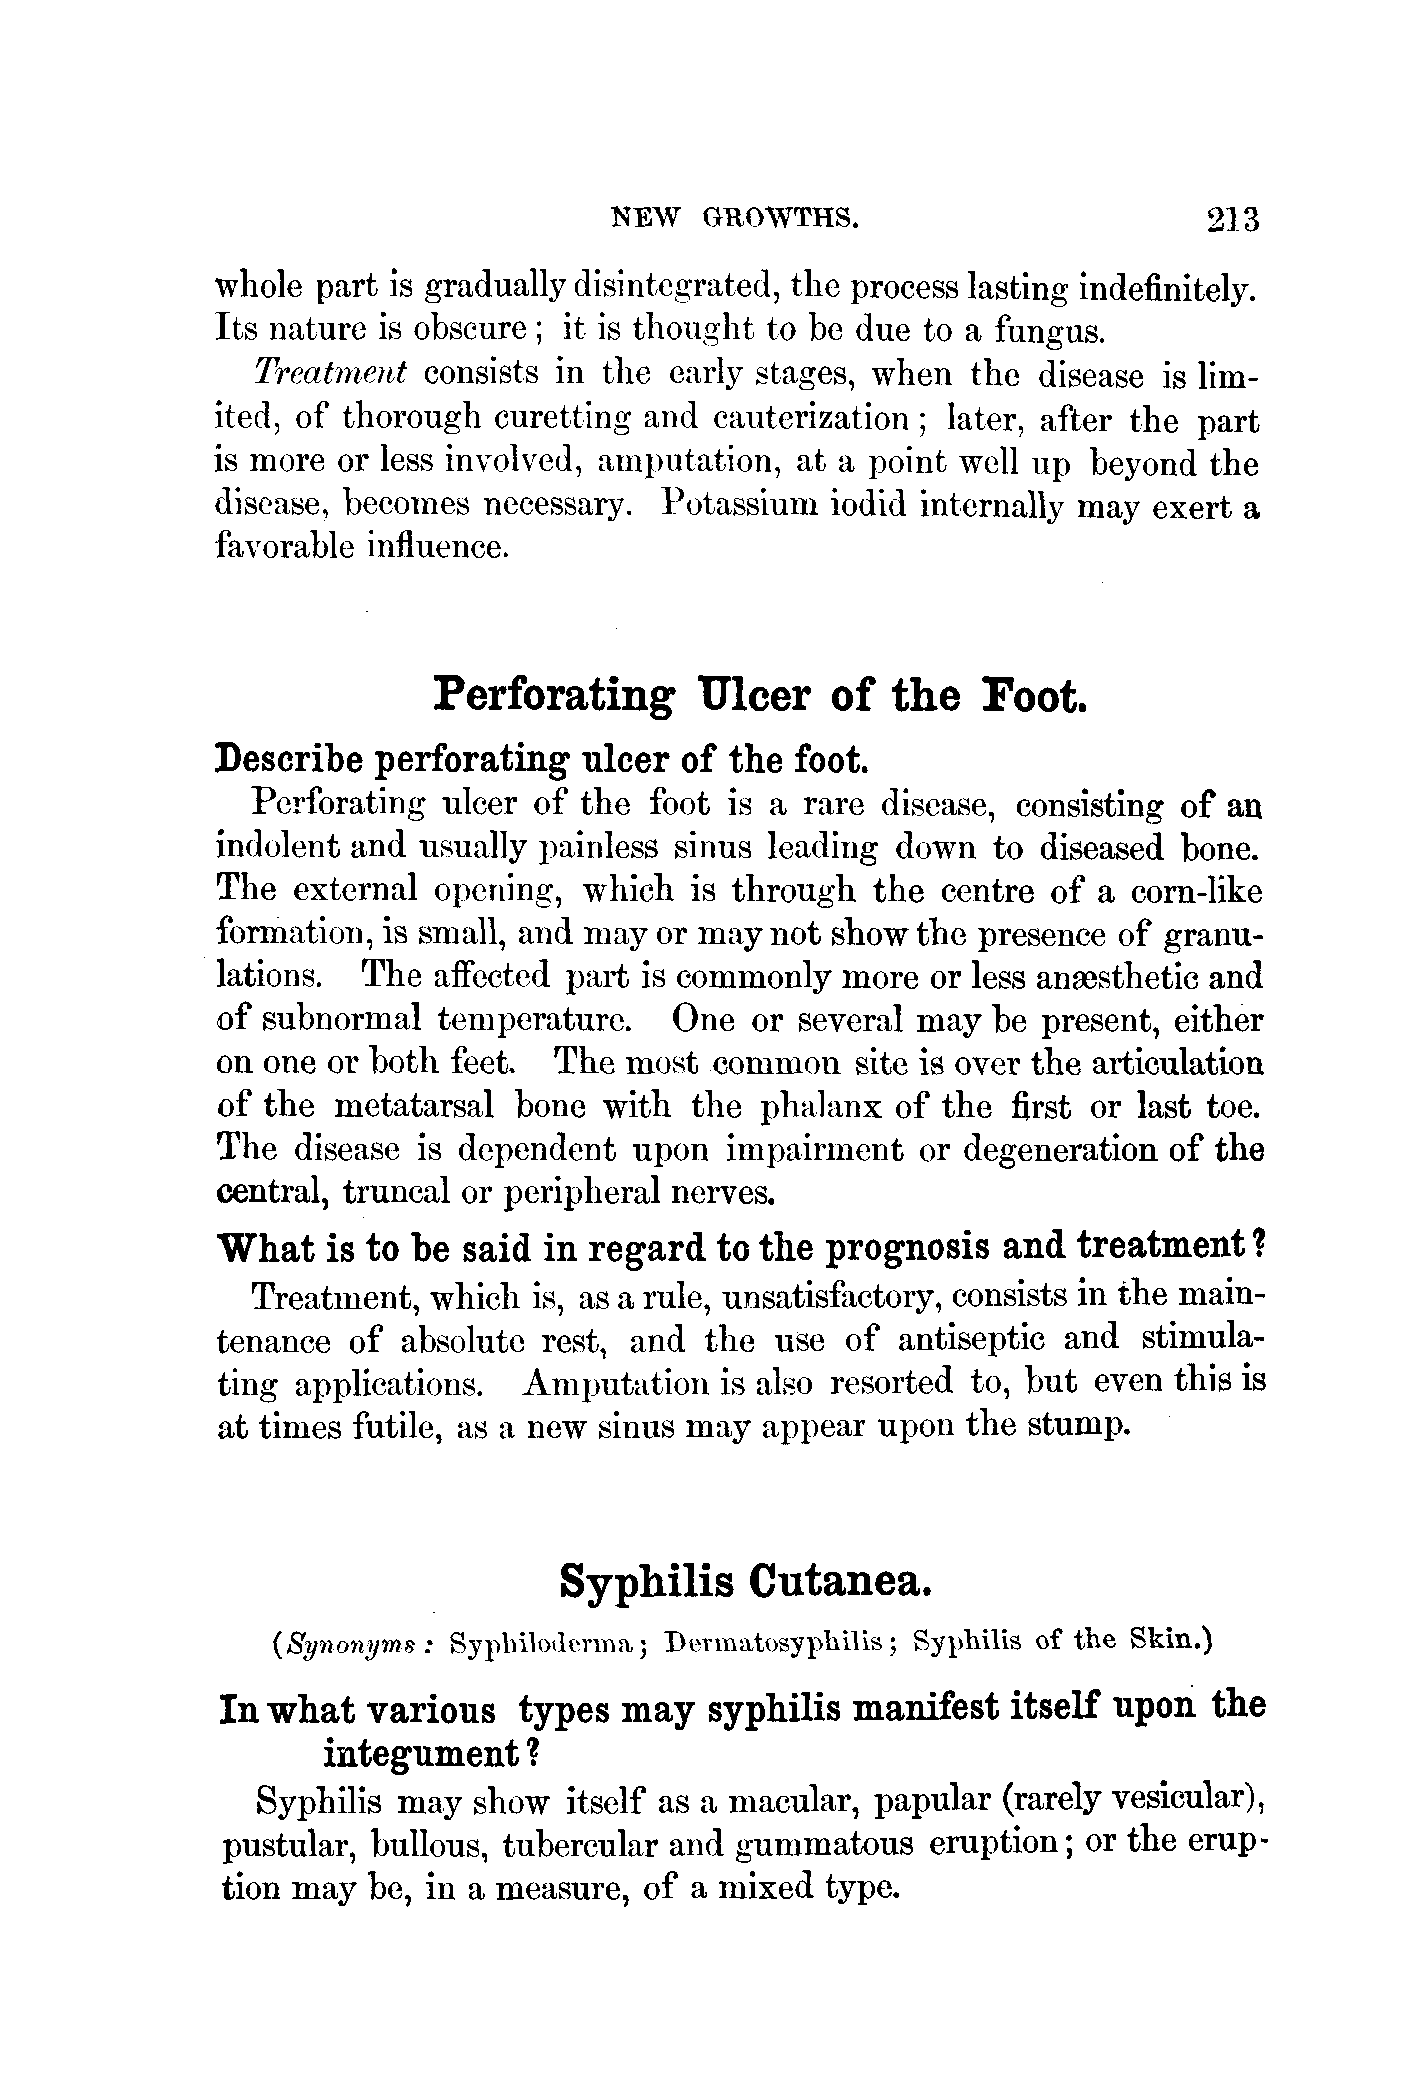 NEW GROWTHS. 213
whole part is gradually disintegrated, the process lasting indefinitely.
Its nature is obscure; it is thought to be due to a fungus.
Treatment consists in the early stages, when the disease is lim-
ited, of thorough curetting and cauterization; later, after the part
is more or less involved, amputation, at a point well up beyond the
disease, becomes necessary. Potassium iodid internally may exert a
favorable influence.
Perforating Ulcer of the Foot.
Describe perforating ulcer of the foot.
Perforating ulcer of the foot is a rare disease, consisting of an
indolent and usually painless sinus leading down to diseased bone.
The external opening, which is through the centre of a corn-like
formation, is small, and may or may not show the presence of granu-
lations. The affected part is commonly more or less anæsthetic and
of subnormal temperature. One or several may be present, either
on one or both feet. The most common site is over the articulation
of the metatarsal bone with the phalanx of the first or last toe.
The disease is dependent upon impairment or degeneration of the
central, truncal or peripheral nerves.
What is to be said in regard to the prognosis and treatment?
Treatment, which is, as a rule, unsatisfactory, consists in the main-
tenance of absolute rest, and the use of antiseptic and stimula-
ting applications. Amputation is also resorted to, but even this is
at times futile, as a new sinus may appear upon the stump.
Syphilis Cutanea.
(Synonyms: Syphiloderma; Dermatosyphilis; Syphilis of the Skin.)
In what various types may syphilis manifest itself upon the
integument?
Syphilis may show itself as a macular, papular (rarely vesicular),
pustular, bullous, tubercular and gummatous eruption; or the erup-
tion may be, in a measure, of a mixed type.